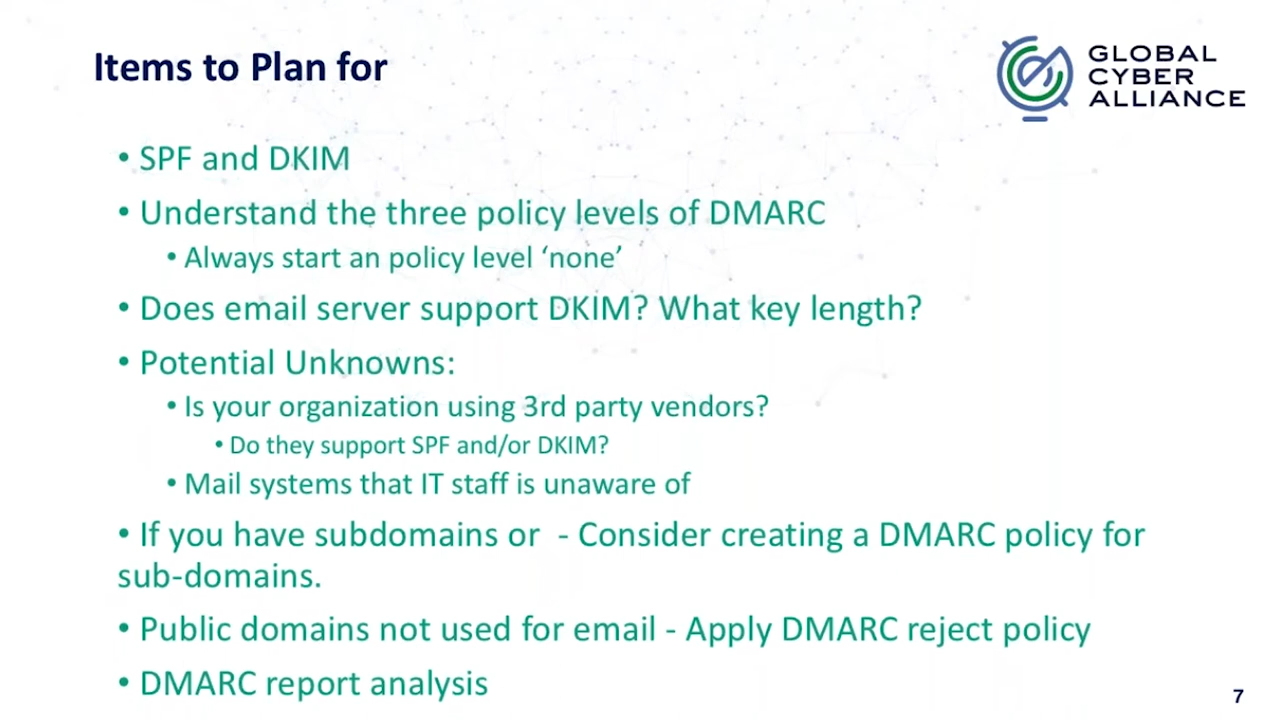 Items to Plan for
GLOBAL
CYBER
ALLIANCE
• SPF and DKIM
• Understand the three policy levels of DMARC
• Always start an policy level ‘none’
• Does email server support DKIM? What key length?
• Potential Unknowns:
• Is your organization using 3rd party vendors?
• Do they support SPF and/or DKIM?
• Mail systems that IT staff is unaware of
• If you have subdomains or  - Consider creating a DMARC policy for
sub-domains.
• Public domains not used for email - Apply DMARC reject policy
• DMARC report analysis
7